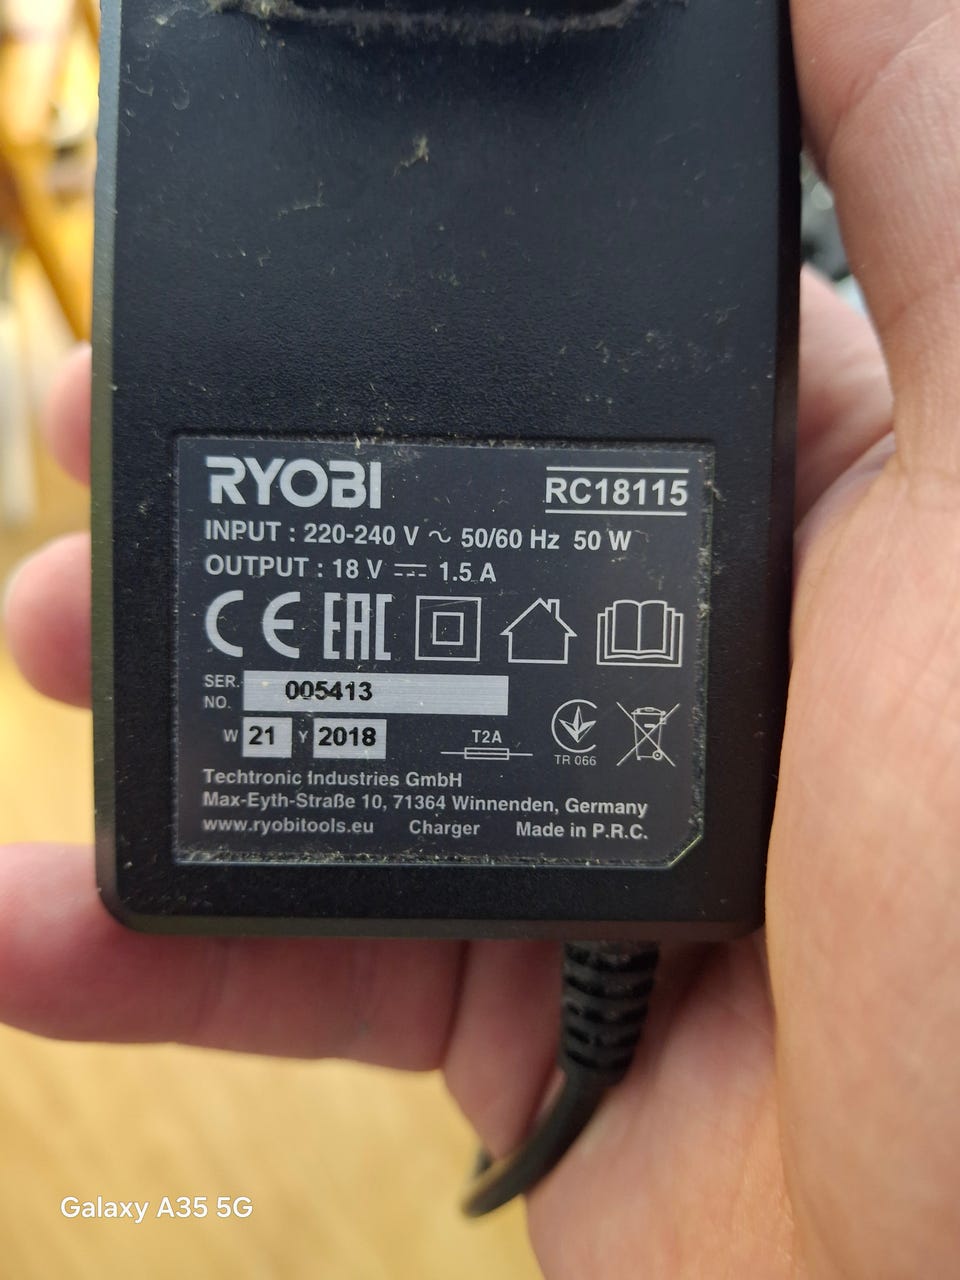 RYOBI RC18115
INPUT : 220-240 V ~ 50/60 Hz 50 W
OUTPUT : 18 V ⎓ 1.5 A
CE EAC
SER. NO. 005413
W 21 Y 2018 T2A
TR 066
Techtronic Industries GmbH
Max-Eyth-Straße 10, 71364 Winnenden, Germany
www.ryobitools.eu Charger Made in P.R.C.
Galaxy A35 5G